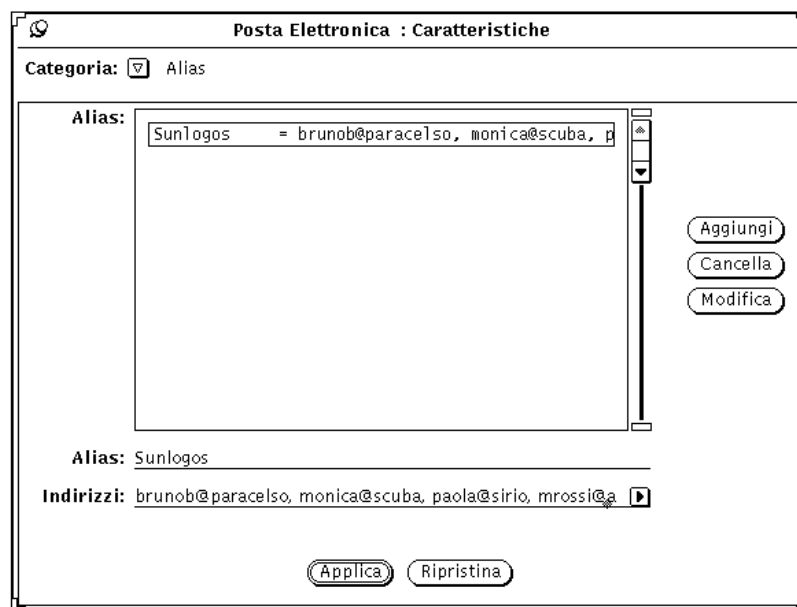 Posta Elettronica : Caratteristiche
Categoria: Alias
Alias:
Sunlogos = brunob@paracelso, monica@scuba, p
Aggiungi
Cancella
Modifica
Alias: Sunlogos
Indirizzi: brunob@paracelso, monica@scuba, paola@sirio, mrossi@a
Applica Ripristina